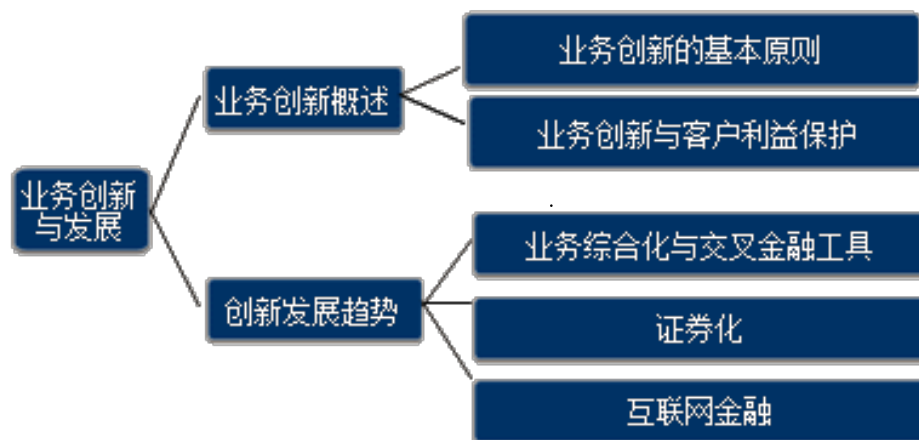 业务创新的基本原则
业务创新概述
业务创新与客户利益保护
业务创新
与发展
业务综合化与交叉金融工具
创新发展趋势
证券化
互联网金融